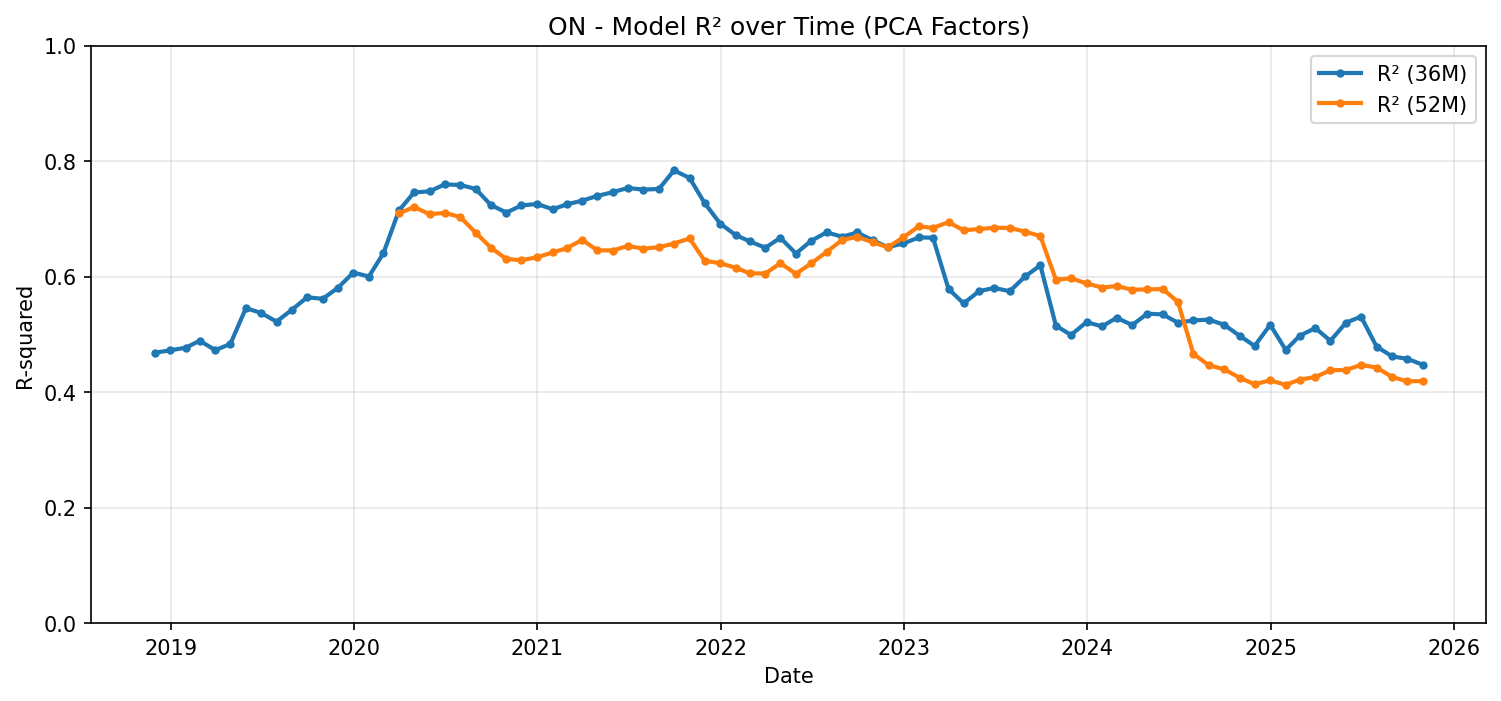 ON - Model R² over Time (PCA Factors)
1.0
0.8
0.6
0.4
0.2
0.0
R-squared
R² (36M)
R² (52M)
2019 2020 2021 2022 2023 2024 2025 2026
Date